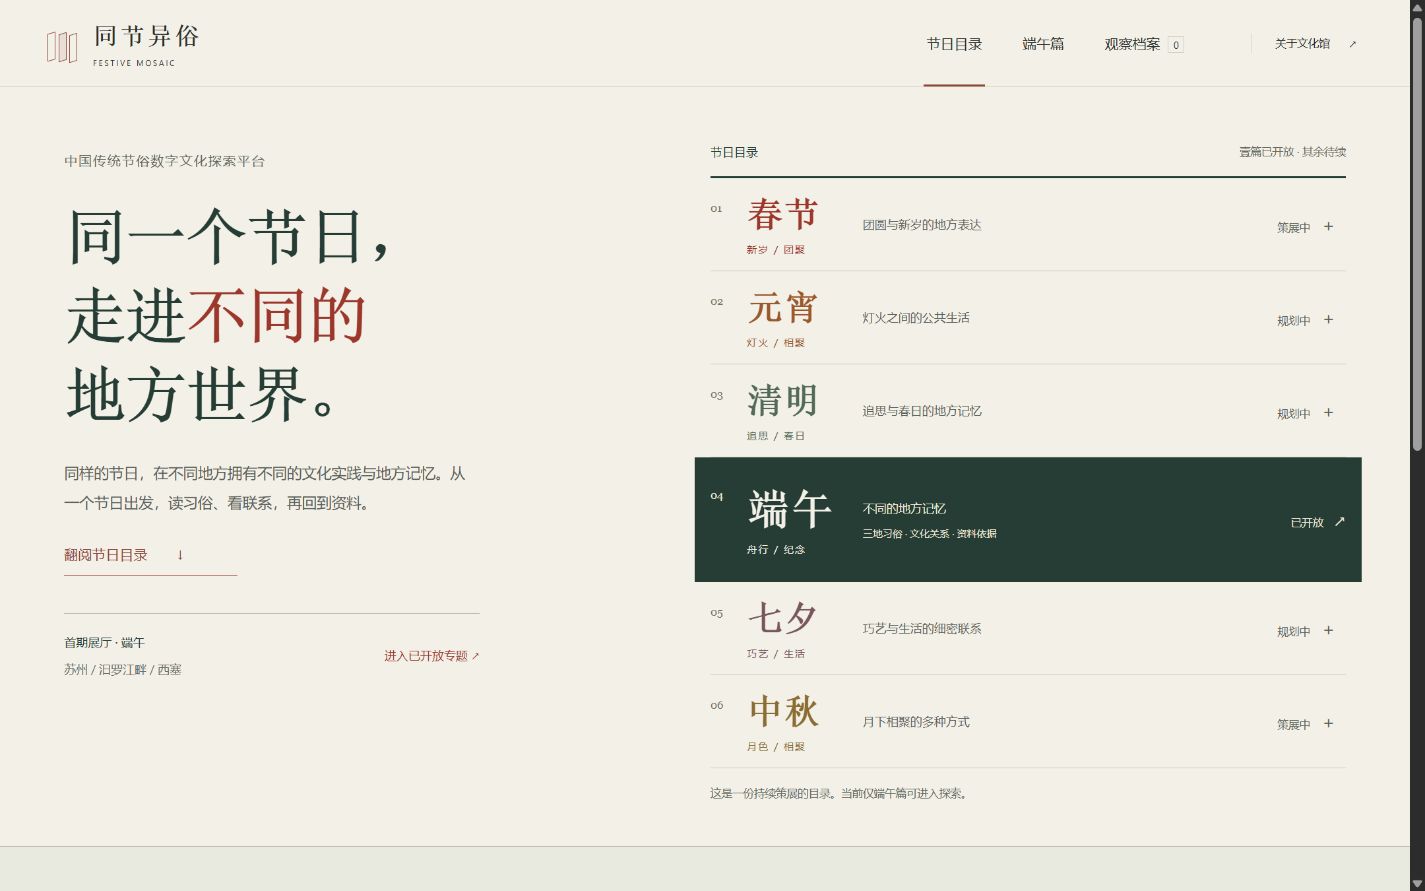 同节异俗
FESTIVE MOSAIC
节日目录
端午篇
观察档案 0
关于文化馆 ↗
中国传统节俗数字文化探索平台
同一个节日，
走进不同的
地方世界。
同样的节日，在不同地方拥有不同的文化实践与地方记忆。从
一个节日出发，读习俗、看联系，再回到资料。
翻阅节日目录 ↓
首期展厅 · 端午
苏州 / 汨罗江畔 / 西塞
进入已开放专题 ↗
节日目录
壹篇已开放 · 其余待续
01
春节
新岁 / 团聚
团圆与新岁的地方表达
策展中 +
02
元宵
灯火 / 相聚
灯火之间的公共生活
规划中 +
03
清明
追思 / 春日
追思与春日的地方记忆
规划中 +
04
端午
舟行 / 纪念
不同的地方记忆
三地习俗 · 文化关系 · 资料依据
已开放 ↗
05
七夕
巧艺 / 生活
巧艺与生活的细密联系
规划中 +
06
中秋
月色 / 相聚
月下相聚的多种方式
策展中 +
这是一份持续策展的目录。当前仅端午篇可进入探索。